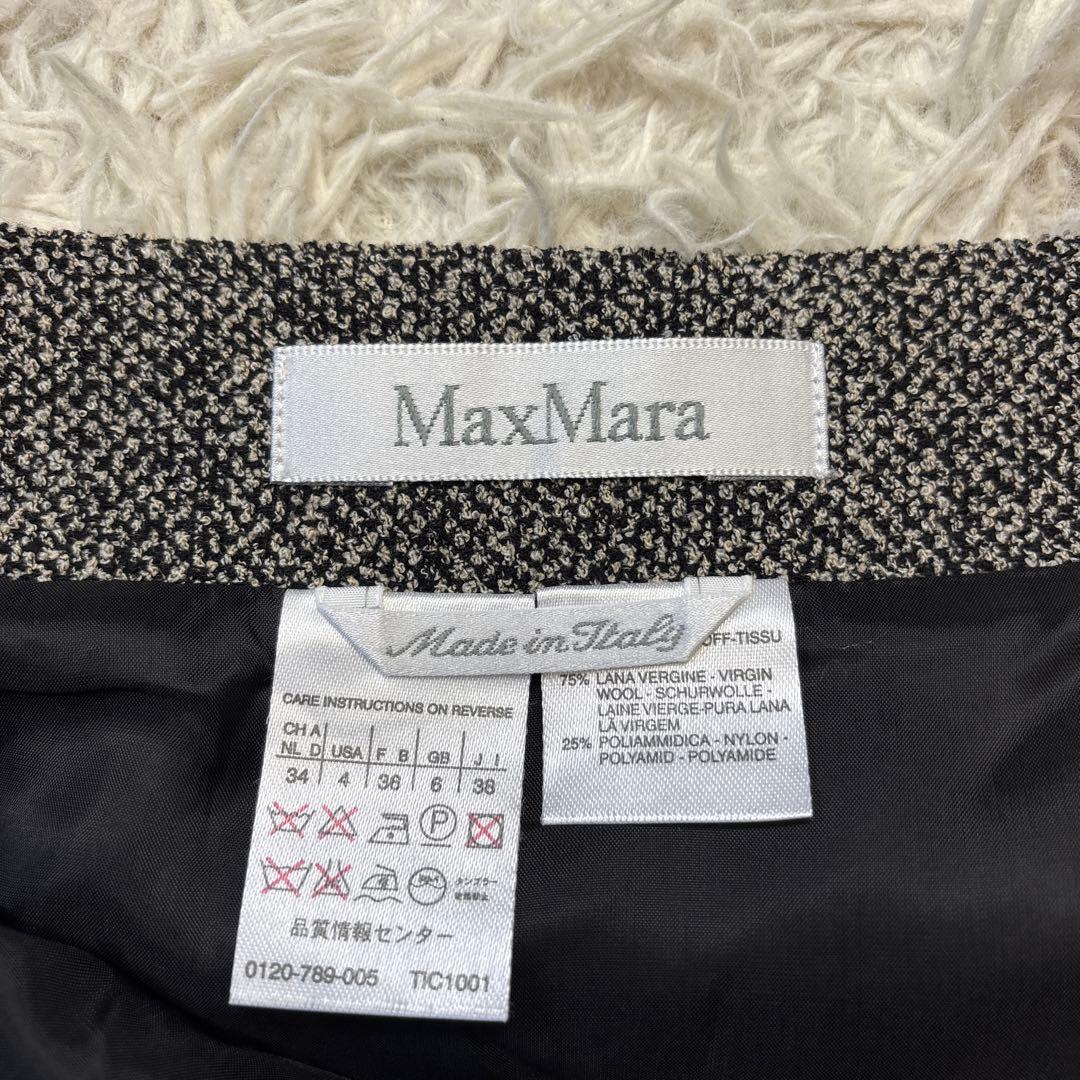 MaxMara
Made in Italy
CARE INSTRUCTIONS ON REVERSE
CH A
NL D USA F B GB J I
34 4 36 6 38
P
品質情報センター
0120-789-005 TIC1001
OFF-TISSU
75% LANA VERGINE - VIRGIN
WOOL - SCHURWOLLE -
LAINE VIERGE-PURA LANA
LÃ VIRGEM
25% POLIAMMIDICA - NYLON -
POLYAMID - POLYAMIDE